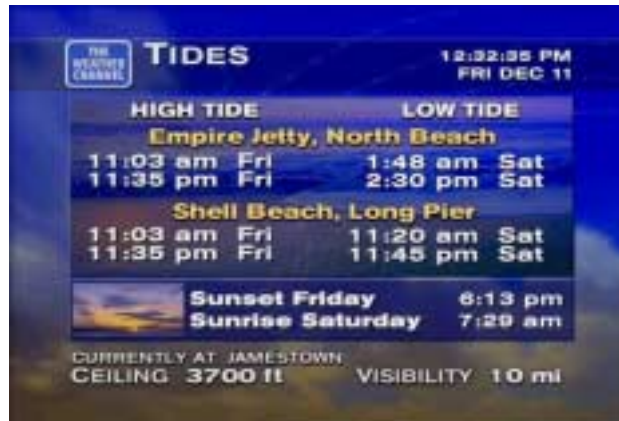 THE
WEATHER
CHANNEL
TIDES
12:32:35 PM
FRI DEC 11
HIGH TIDE LOW TIDE
Empire Jetty, North Beach
11:03 am Fri 1:48 am Sat
11:35 pm Fri 2:30 pm Sat
Shell Beach, Long Pier
11:03 am Fri 11:20 am Sat
11:35 pm Fri 11:45 pm Sat
Sunset Friday 6:13 pm
Sunrise Saturday 7:29 am
CURRENTLY AT JAMESTOWN
CEILING 3700 ft VISIBILITY 10 mi